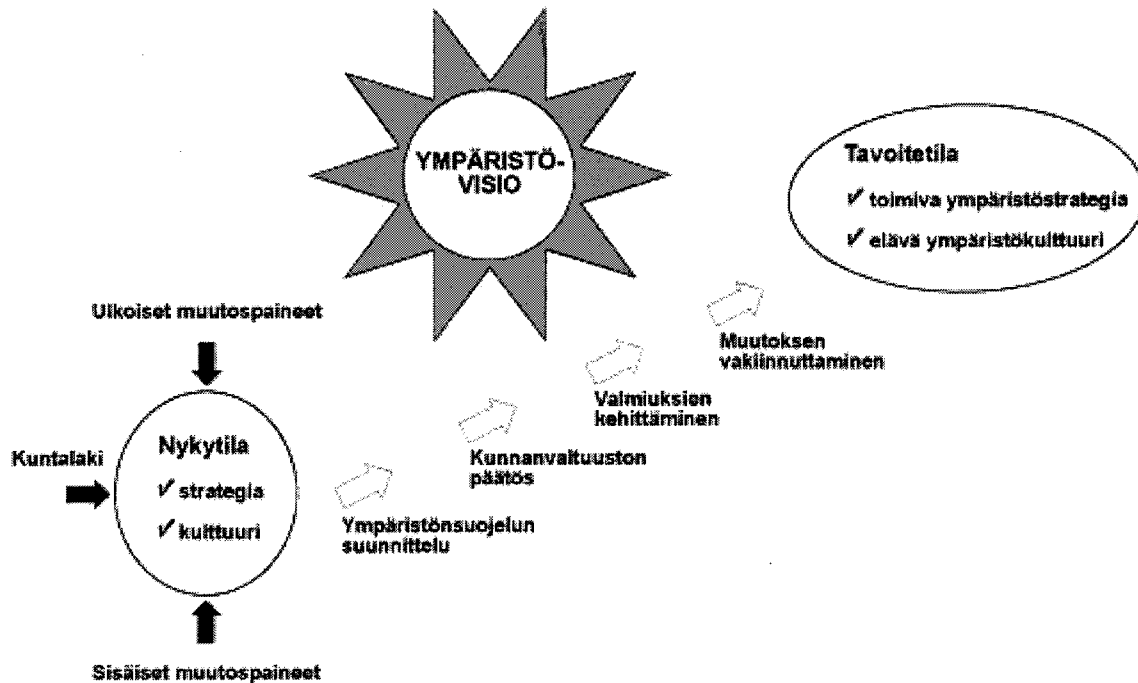 YMPÄRISTÖ-
VISIO
Tavoitetila
✓ toimiva ympäristöstrategia
✓ elävä ympäristökulttuuri
Ulkoiset muutospaineet
Muutoksen
vakiinnuttaminen
Valmiuksien
kehittäminen
Kuntalaki
Nykytila
✓ strategia
✓ kulttuuri
Kunnanvaltuuston
päätös
Ympäristönsuojelun
suunnittelu
Sisäiset muutospaineet